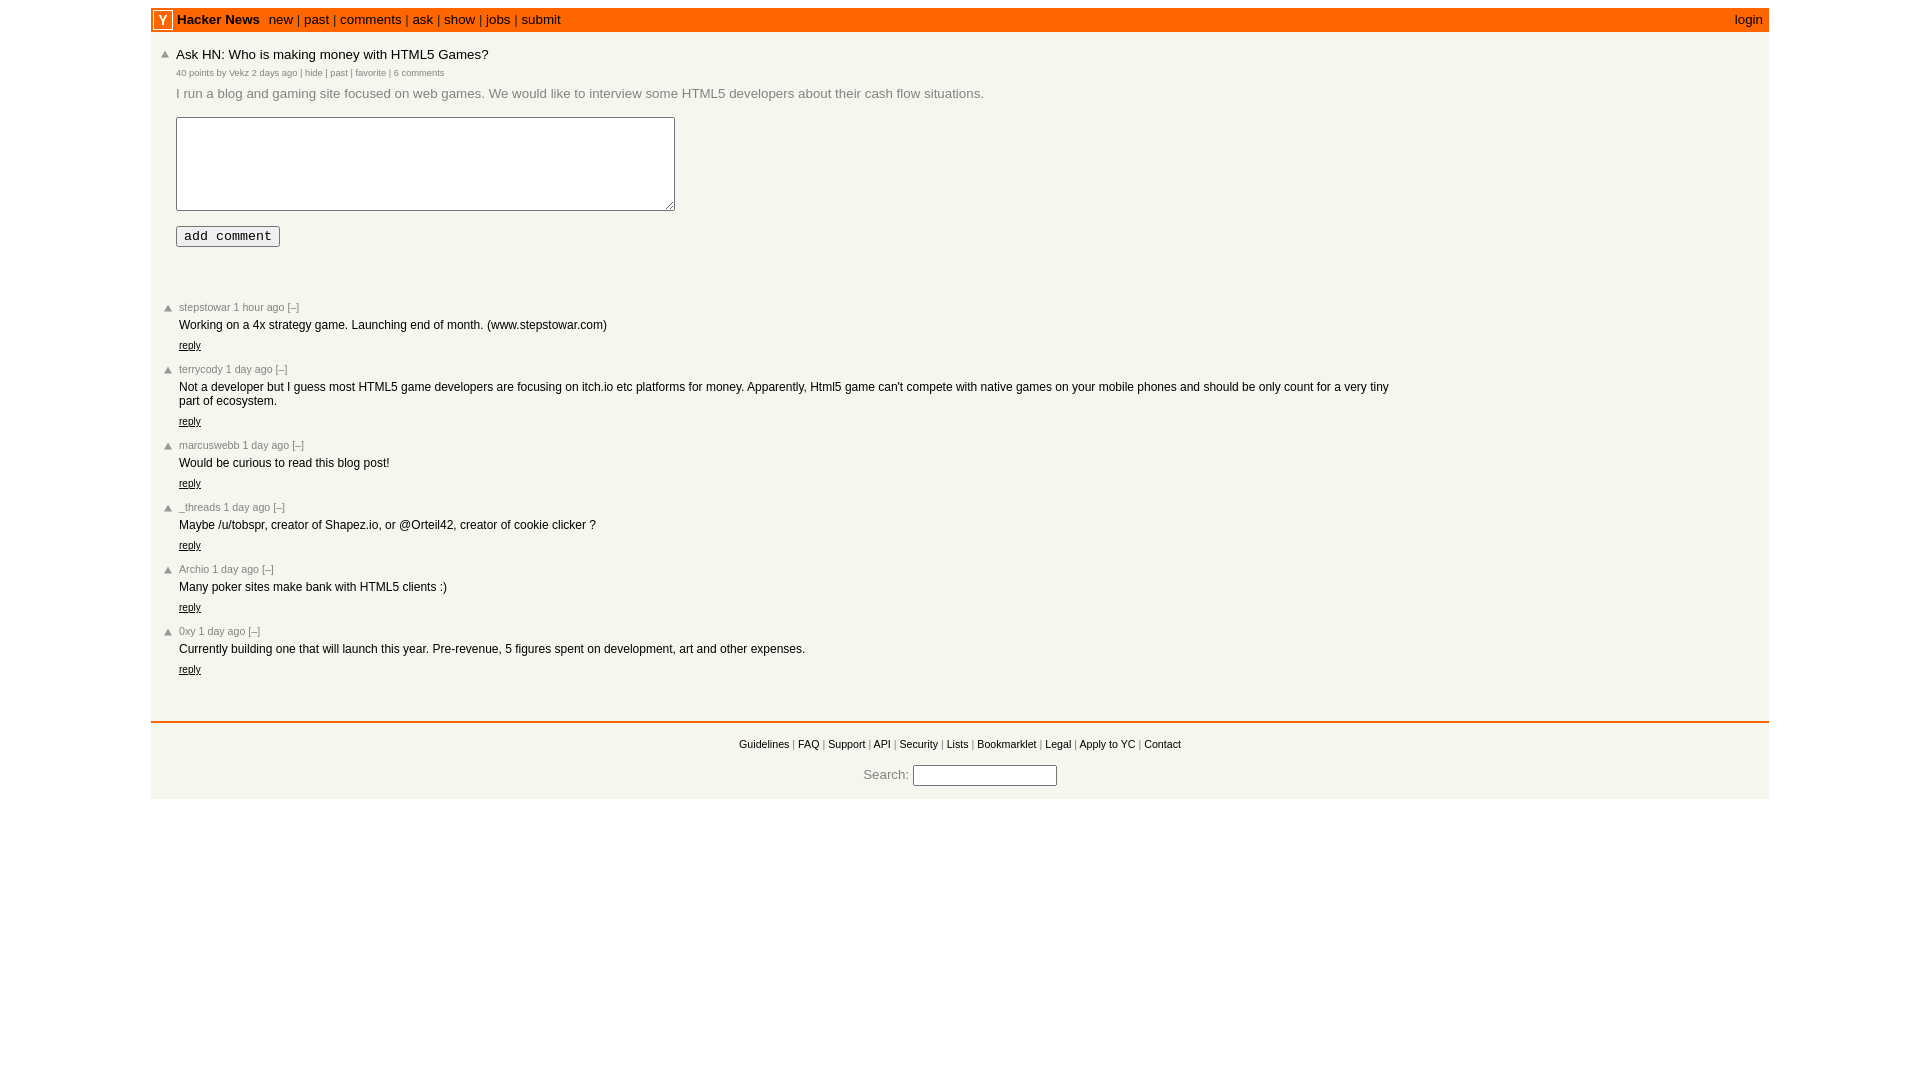 Y Hacker News new | past | comments | ask | show | jobs | submit login
Ask HN: Who is making money with HTML5 Games?
40 points by Vekz 2 days ago | hide | past | favorite | 6 comments
I run a blog and gaming site focused on web games. We would like to interview some HTML5 developers about their cash flow situations.
add comment
stepstowar 1 hour ago [–]
Working on a 4x strategy game. Launching end of month. (www.stepstowar.com)
reply
terrycody 1 day ago [–]
Not a developer but I guess most HTML5 game developers are focusing on itch.io etc platforms for money. Apparently, Html5 game can't compete with native games on your mobile phones and should be only count for a very tiny
part of ecosystem.
reply
marcuswebb 1 day ago [–]
Would be curious to read this blog post!
reply
_threads 1 day ago [–]
Maybe /u/tobspr, creator of Shapez.io, or @Orteil42, creator of cookie clicker ?
reply
Archio 1 day ago [–]
Many poker sites make bank with HTML5 clients :)
reply
0xy 1 day ago [–]
Currently building one that will launch this year. Pre-revenue, 5 figures spent on development, art and other expenses.
reply
Guidelines | FAQ | Support | API | Security | Lists | Bookmarklet | Legal | Apply to YC | Contact
Search: